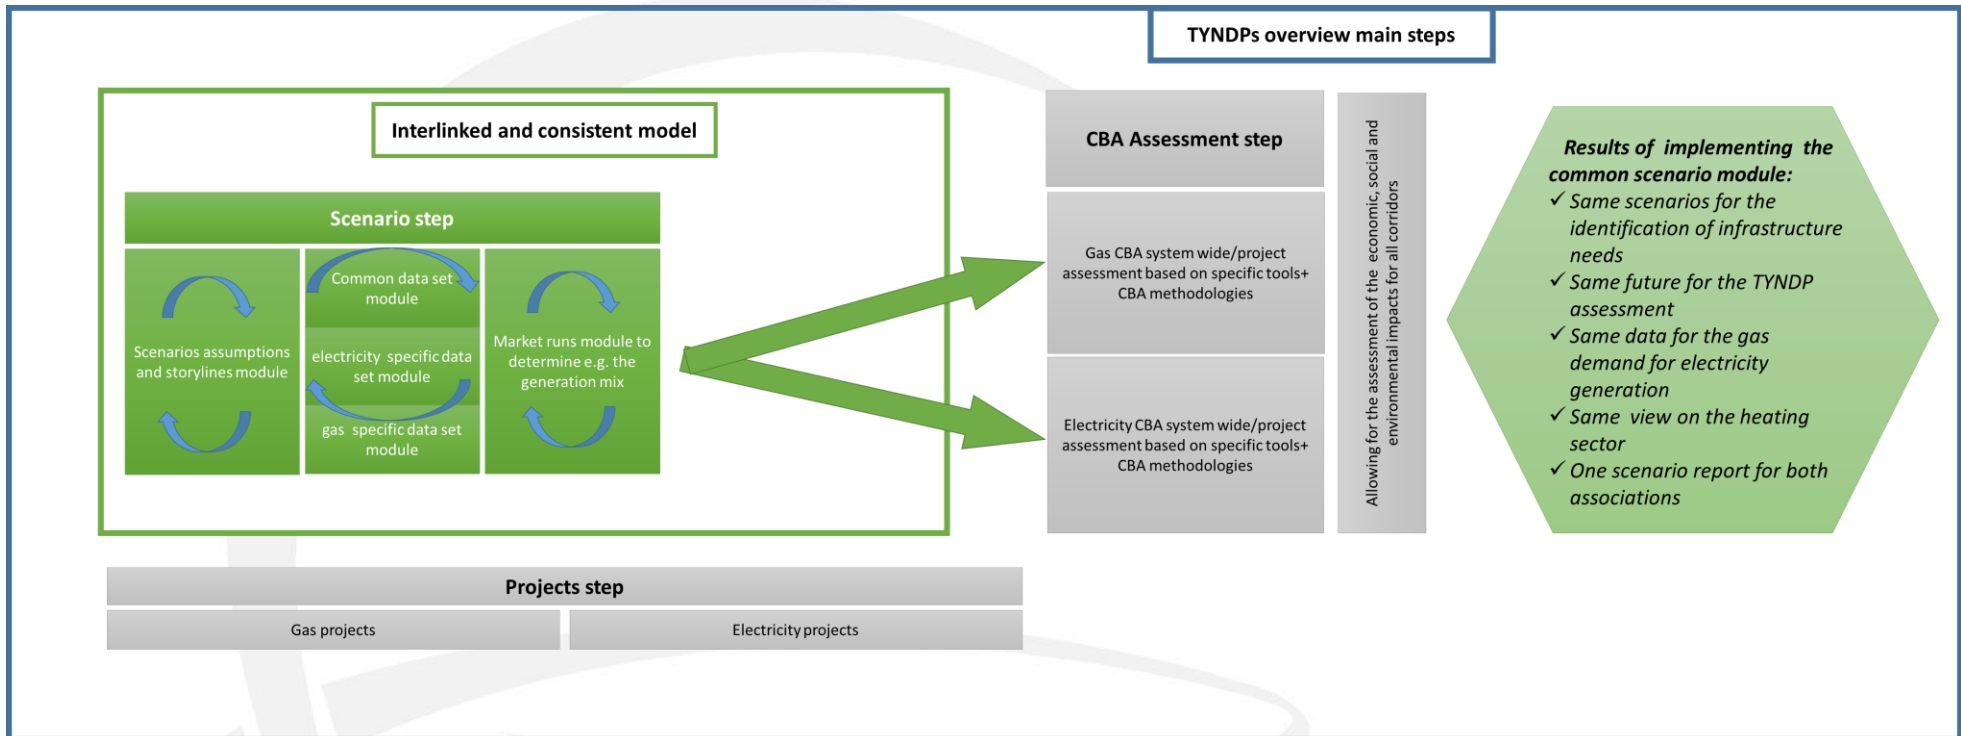 TYNDPs overview main steps
Interlinked and consistent model
Scenario step
Scenarios assumptions
and storylines module
Common data set
module
electricity specific data
set module
gas specific data set
module
Market runs module to
determine e.g. the
generation mix
CBA Assessment step
Gas CBA system wide/project
assessment based on specific tools+
CBA methodologies
Electricity CBA system wide/project
assessment based on specific tools+
CBA methodologies
Allowing for the assessment of the economic, social and
environmental impacts for all corridors
Results of implementing the
common scenario module:
✓ Same scenarios for the
identification of infrastructure
needs
✓ Same future for the TYNDP
assessment
✓ Same data for the gas
demand for electricity
generation
✓ Same view on the heating
sector
✓ One scenario report for both
associations
Projects step
Gas projects
Electricity projects